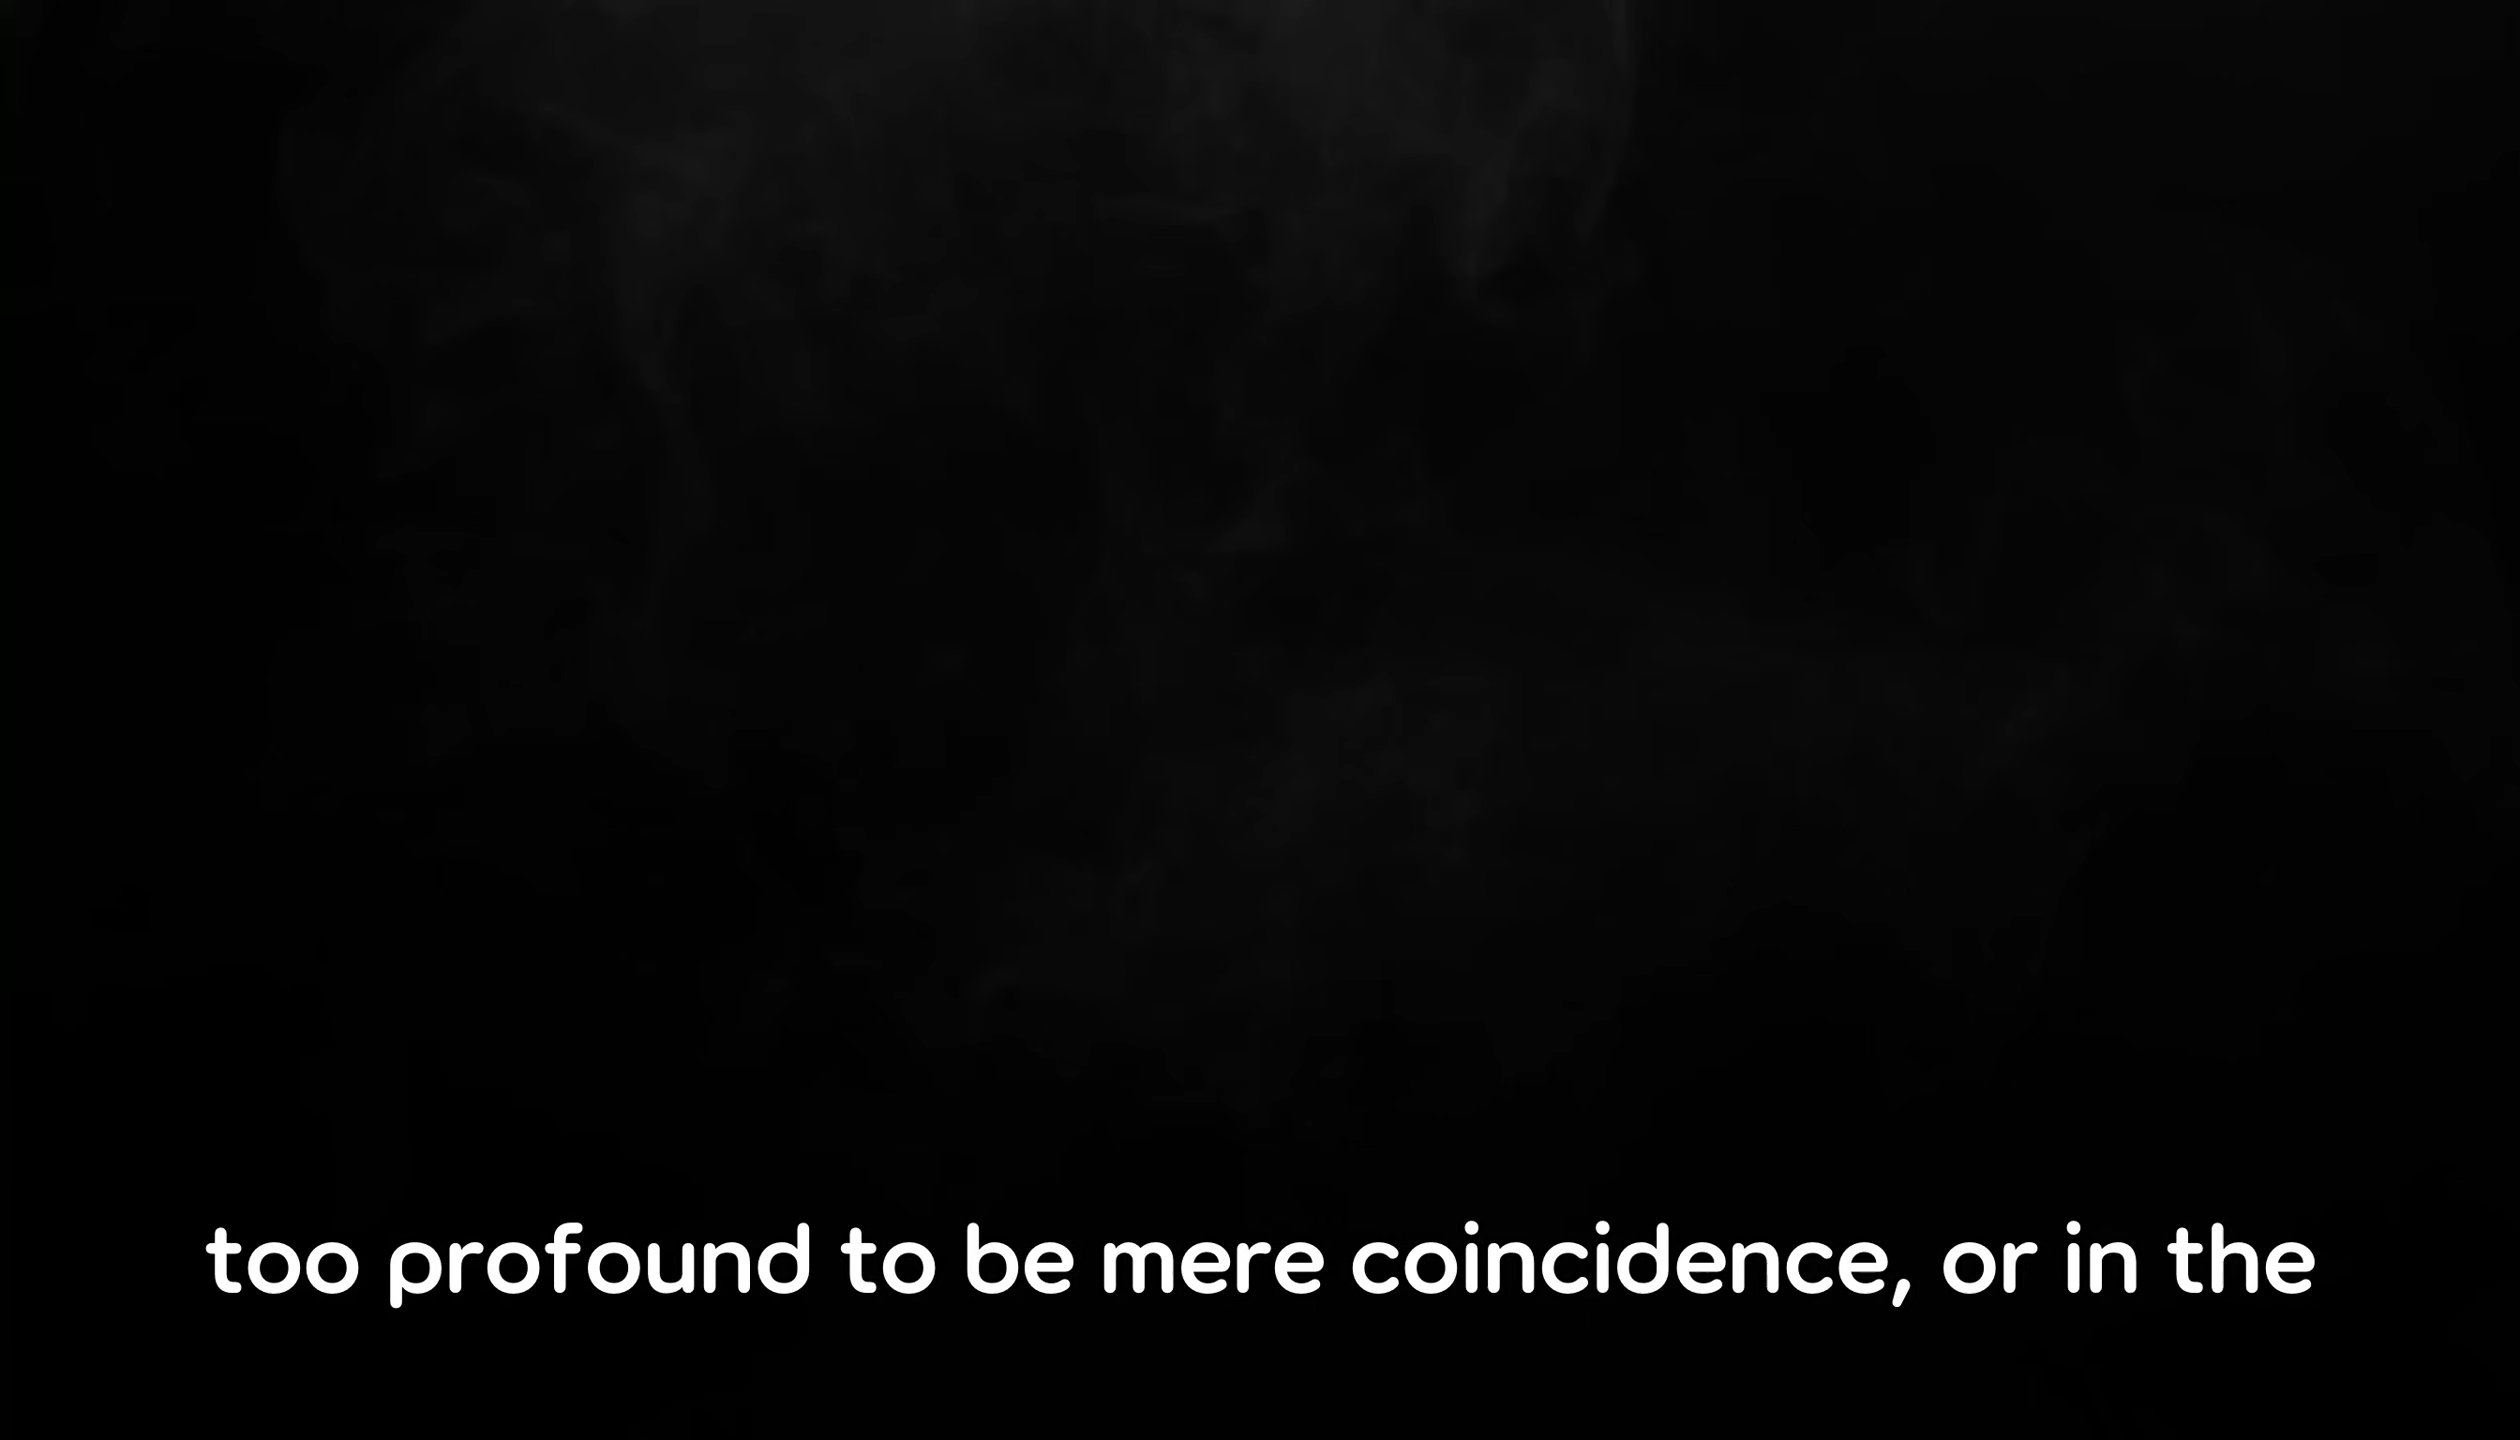 too profound to be mere coincidence, or in the